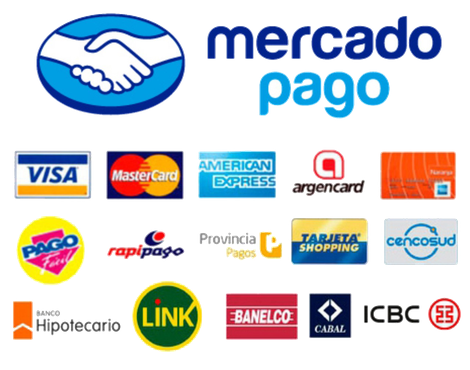 mercado
pago
VISA
MasterCard
AMERICAN
EXPRESS
argencard
Naranja
PAGO
fácil
rapipago
Provincia
Pagos
TARJETA
SHOPPING
cencosud
BANCO
Hipotecario
LINK
BANELCO
CABAL
ICBC